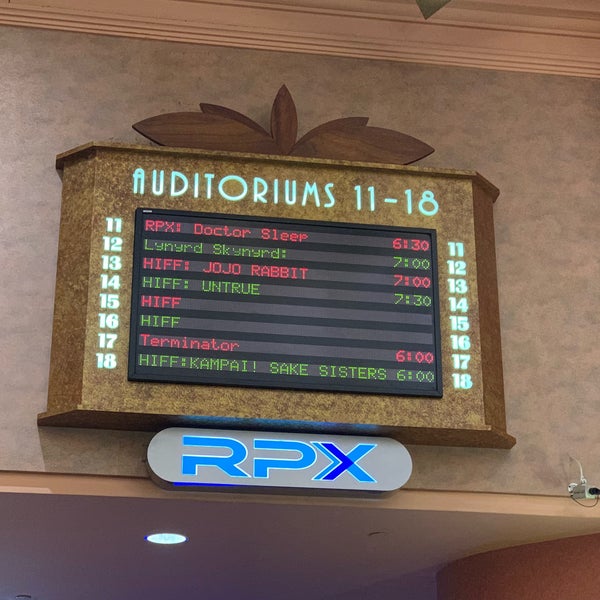 AUDITORIUMS 11-18
11 RPX: Doctor Sleep 6:30 11
12 Lynyrd Skynyrd: 7:00 12
13 HIFF: JOJO RABBIT 7:00 13
14 HIFF: UNTRUE 7:30 14
15 HIFF 15
16 HIFF 16
17 Terminator 6:00 17
18 HIFF:KAMPAI! SAKE SISTERS 6:00 18
RPX